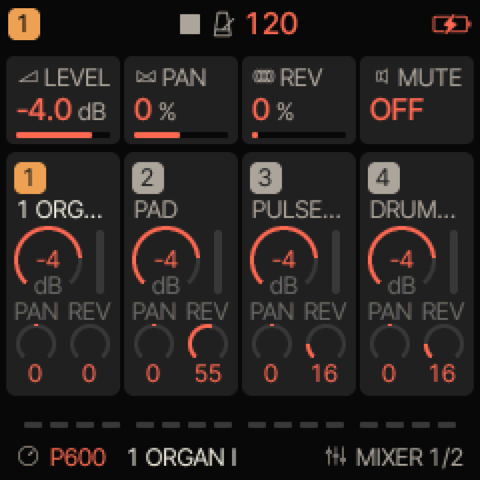 1 120
LEVEL PAN REV MUTE
-4.0 dB 0 % 0 % OFF
1 2 3 4
1 ORG... PAD PULSE... DRUM...
-4 -4 -4 -4
dB dB dB dB
PAN REV PAN REV PAN REV PAN REV
0 0 0 55 0 16 0 16
P600 1 ORGAN I MIXER 1/2